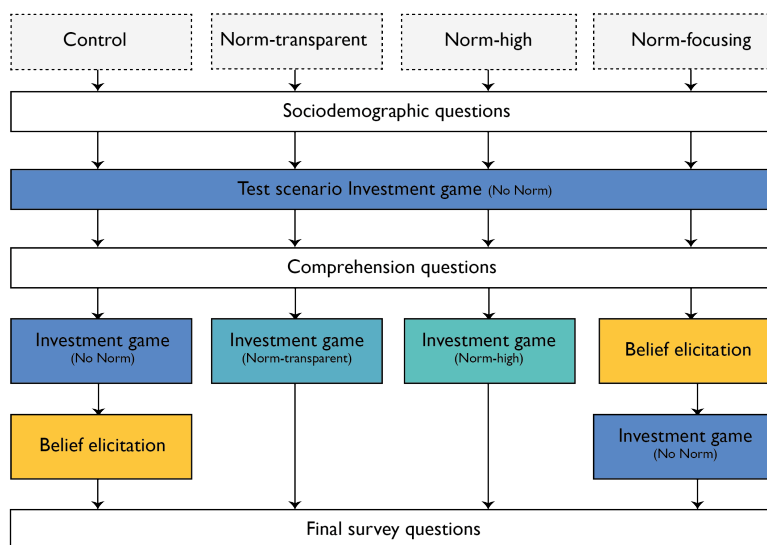 Control
Norm-transparent
Norm-high
Norm-focusing
Sociodemographic questions
Test scenario Investment game (No Norm)
Comprehension questions
Investment game
(No Norm)
Investment game
(Norm-transparent)
Investment game
(Norm-high)
Belief elicitation
Belief elicitation
Investment game
(No Norm)
Final survey questions